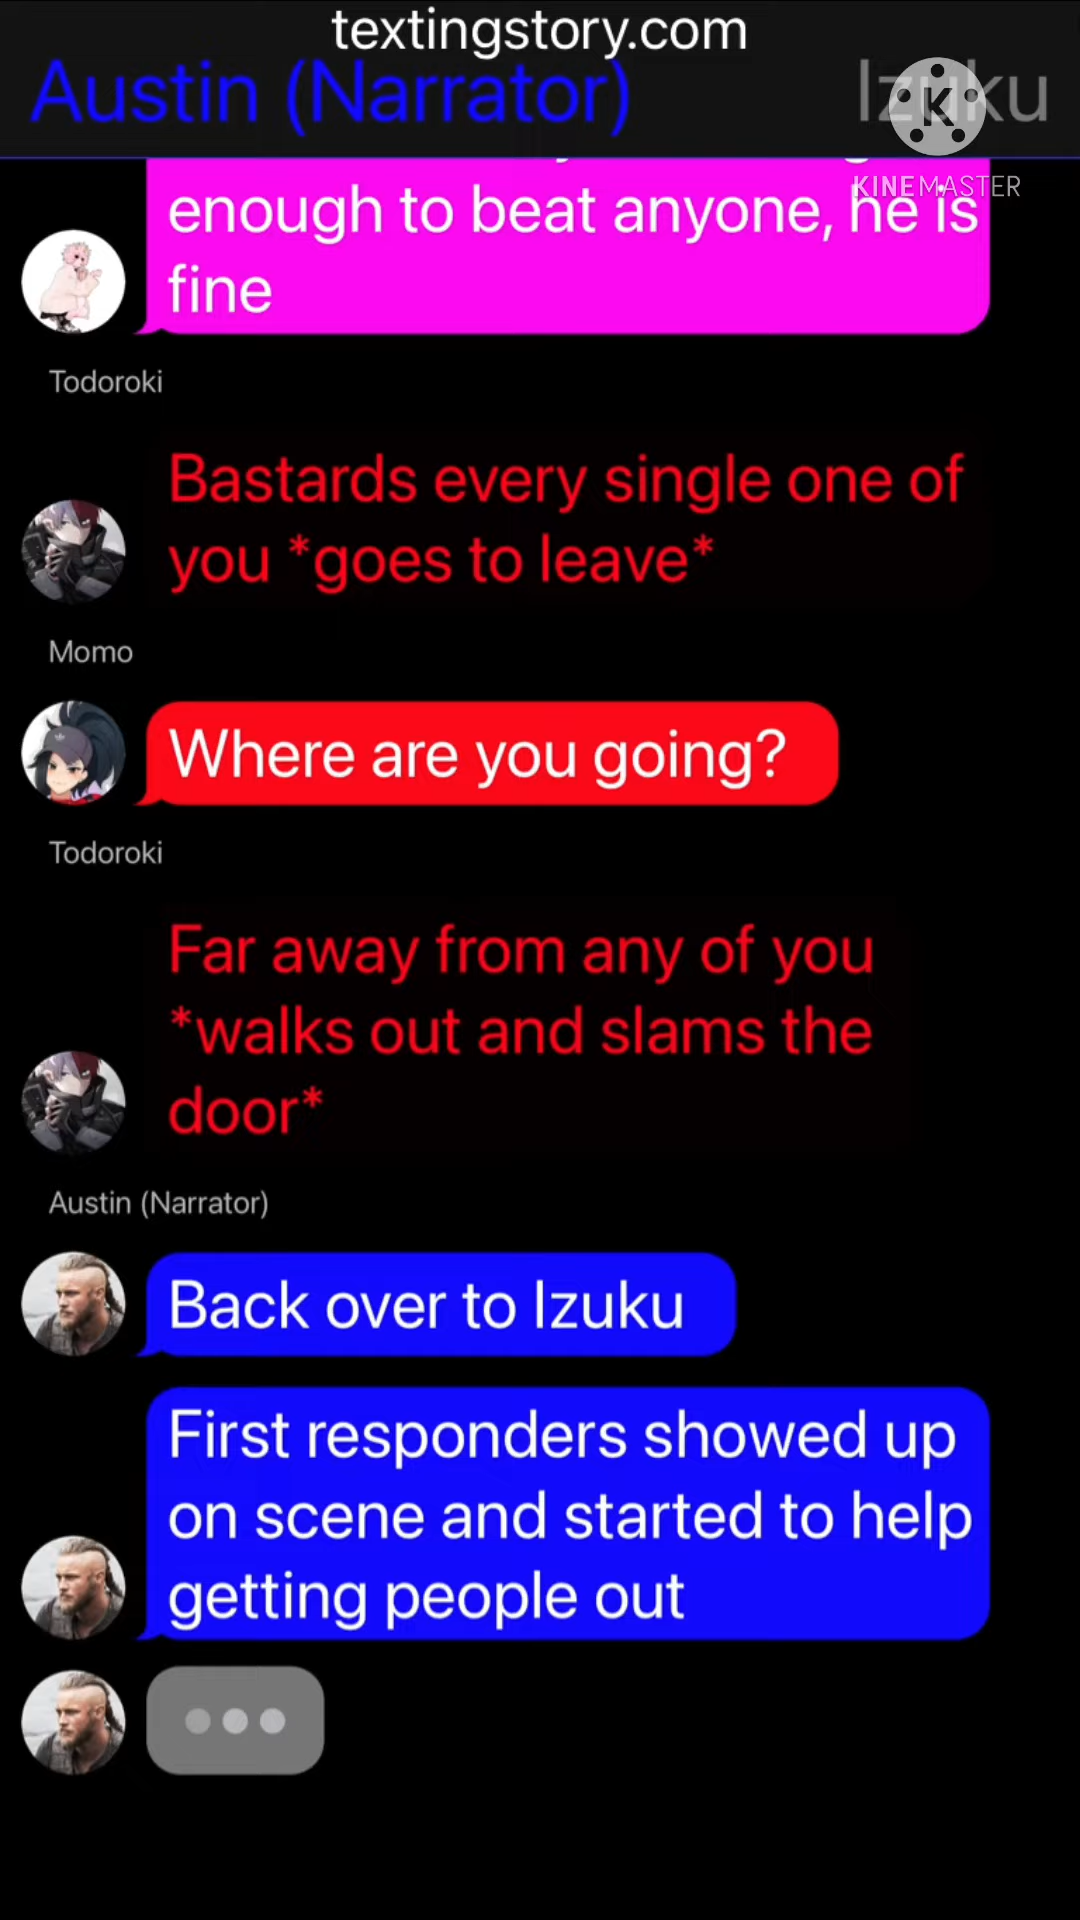 textingstory.com
Austin (Narrator)
Izuku
K
KINEMASTER
enough to beat anyone, he is
fine
Todoroki
Bastards every single one of
you *goes to leave*
Momo
Where are you going?
Todoroki
Far away from any of you
*walks out and slams the
door*
Austin (Narrator)
Back over to Izuku
First responders showed up
on scene and started to help
getting people out